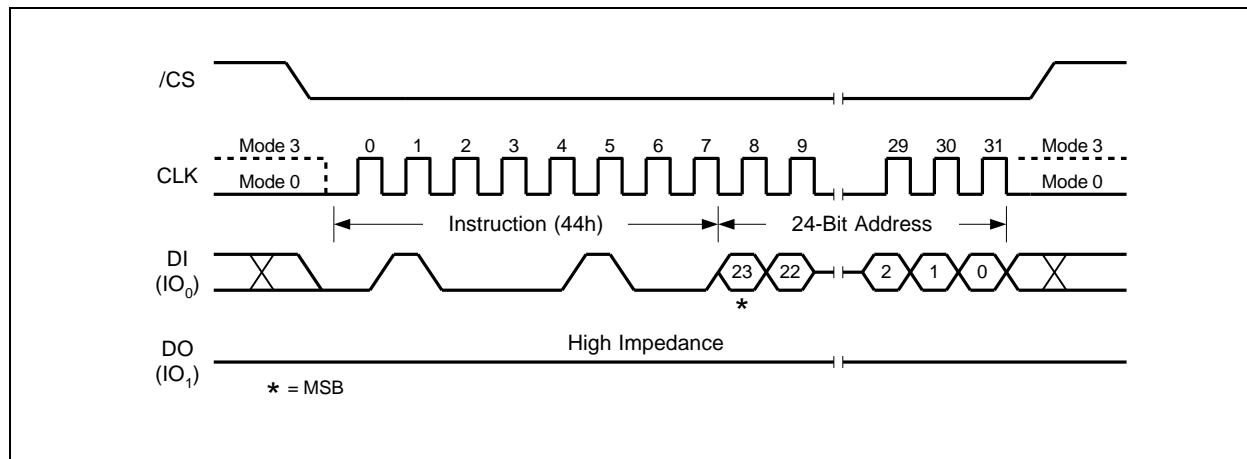 /CS
Mode 3
0 1 2 3 4 5 6 7 8 9 29 30 31
Mode 3
CLK
Mode 0
Mode 0
Instruction (44h)
24-Bit Address
DI
(IO₀)
23 22 2 1 0
*
High Impedance
DO
(IO₁)
* = MSB